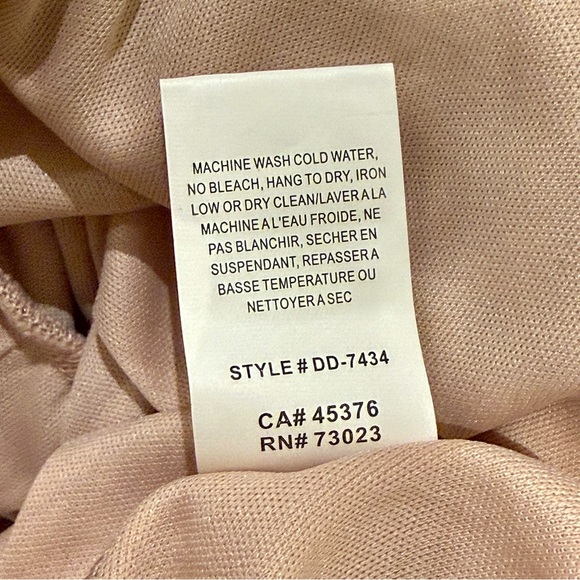 MACHINE WASH COLD WATER,
NO BLEACH, HANG TO DRY, IRON
LOW OR DRY CLEAN/LAVER A LA
MACHINE A L'EAU FROIDE, NE
PAS BLANCHIR, SECHER EN
SUSPENDANT, REPASSER A
BASSE TEMPERATURE OU
NETTOYER A SEC
STYLE # DD-7434
CA# 45376
RN# 73023